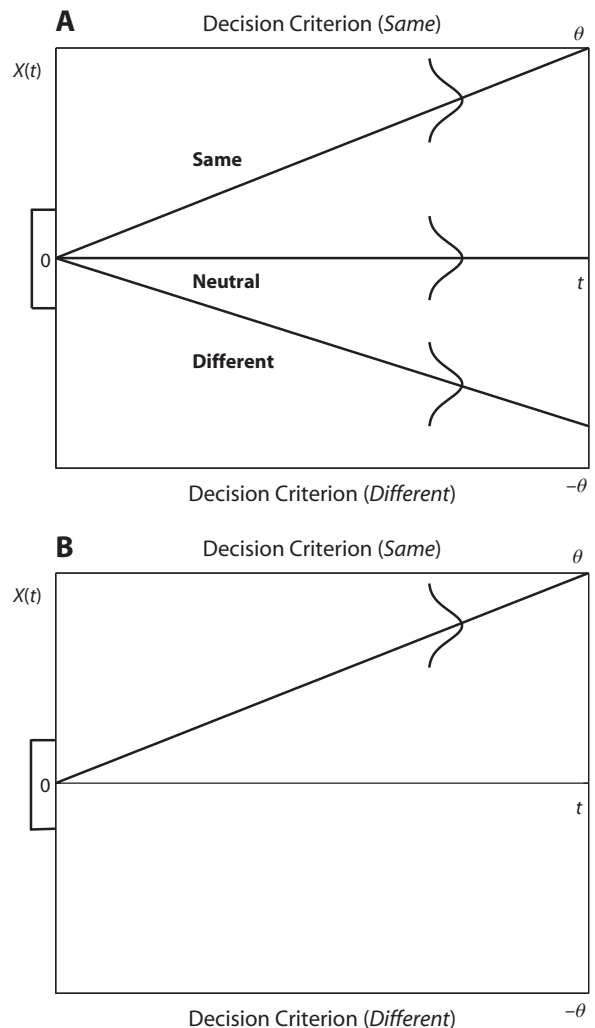 A
Decision Criterion (Same)
θ
X(t)
Same
0
Neutral
t
Different
Decision Criterion (Different)
–θ
B
Decision Criterion (Same)
θ
X(t)
0
t
Decision Criterion (Different)
–θ